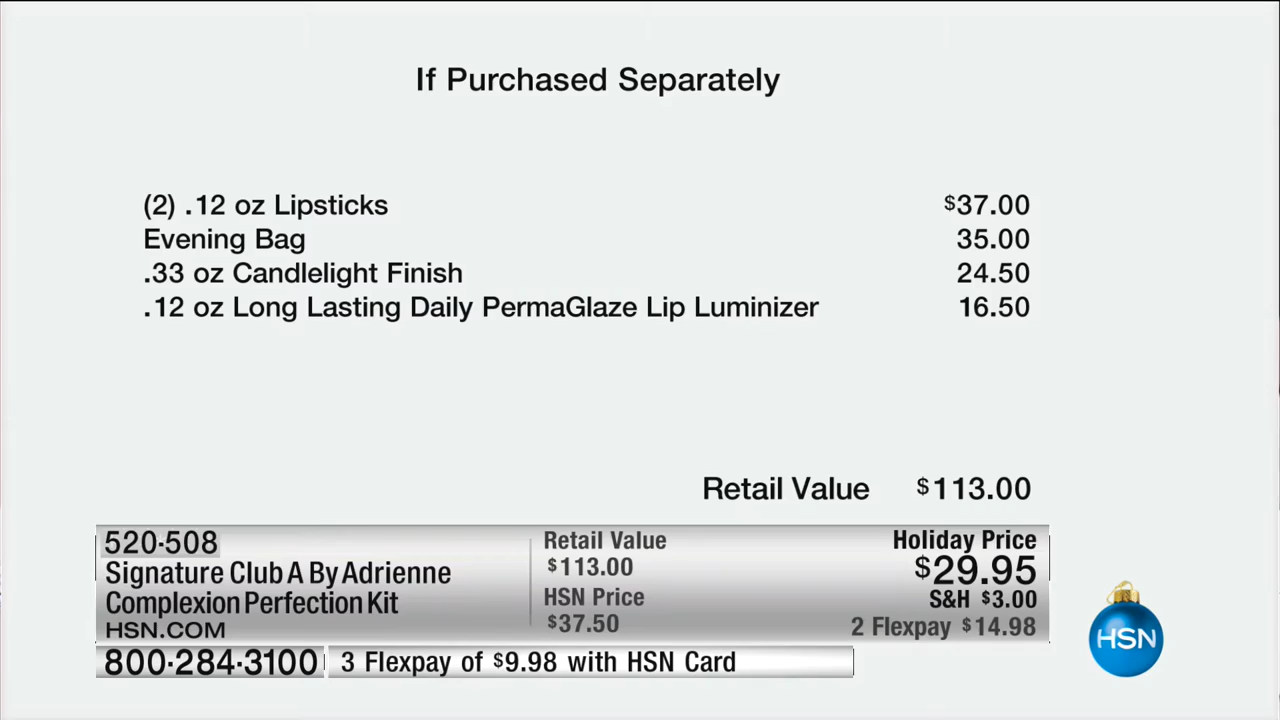 If Purchased Separately
(2) .12 oz Lipsticks $37.00
Evening Bag 35.00
.33 oz Candlelight Finish 24.50
.12 oz Long Lasting Daily PermaGlaze Lip Luminizer 16.50
Retail Value $113.00
520-508
Signature Club A By Adrienne
Complexion Perfection Kit
HSN.COM
Retail Value
$113.00
HSN Price
$37.50
Holiday Price
$29.95
S&H $3.00
2 Flexpay $14.98
800-284-3100
3 Flexpay of $9.98 with HSN Card
HSN